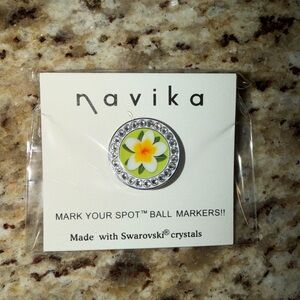 navika
MARK YOUR SPOT™ BALL MARKERS!!
Made with Swarovski® crystals